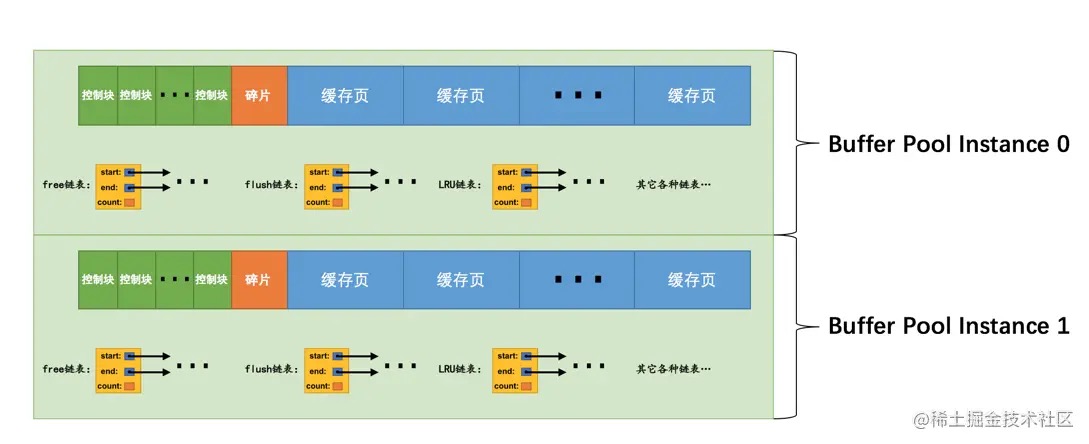 控制块 控制块 ··· 控制块 碎片 缓存页 缓存页 ··· 缓存页
Buffer Pool Instance 0
free链表: start: end: count: ···
flush链表: start: end: count: ···
LRU链表: start: end: count: ···
其它各种链表…
控制块 控制块 ··· 控制块 碎片 缓存页 缓存页 ··· 缓存页
Buffer Pool Instance 1
free链表: start: end: count: ···
flush链表: start: end: count: ···
LRU链表: start: end: count: ···
其它各种链表…
@稀土掘金技术社区